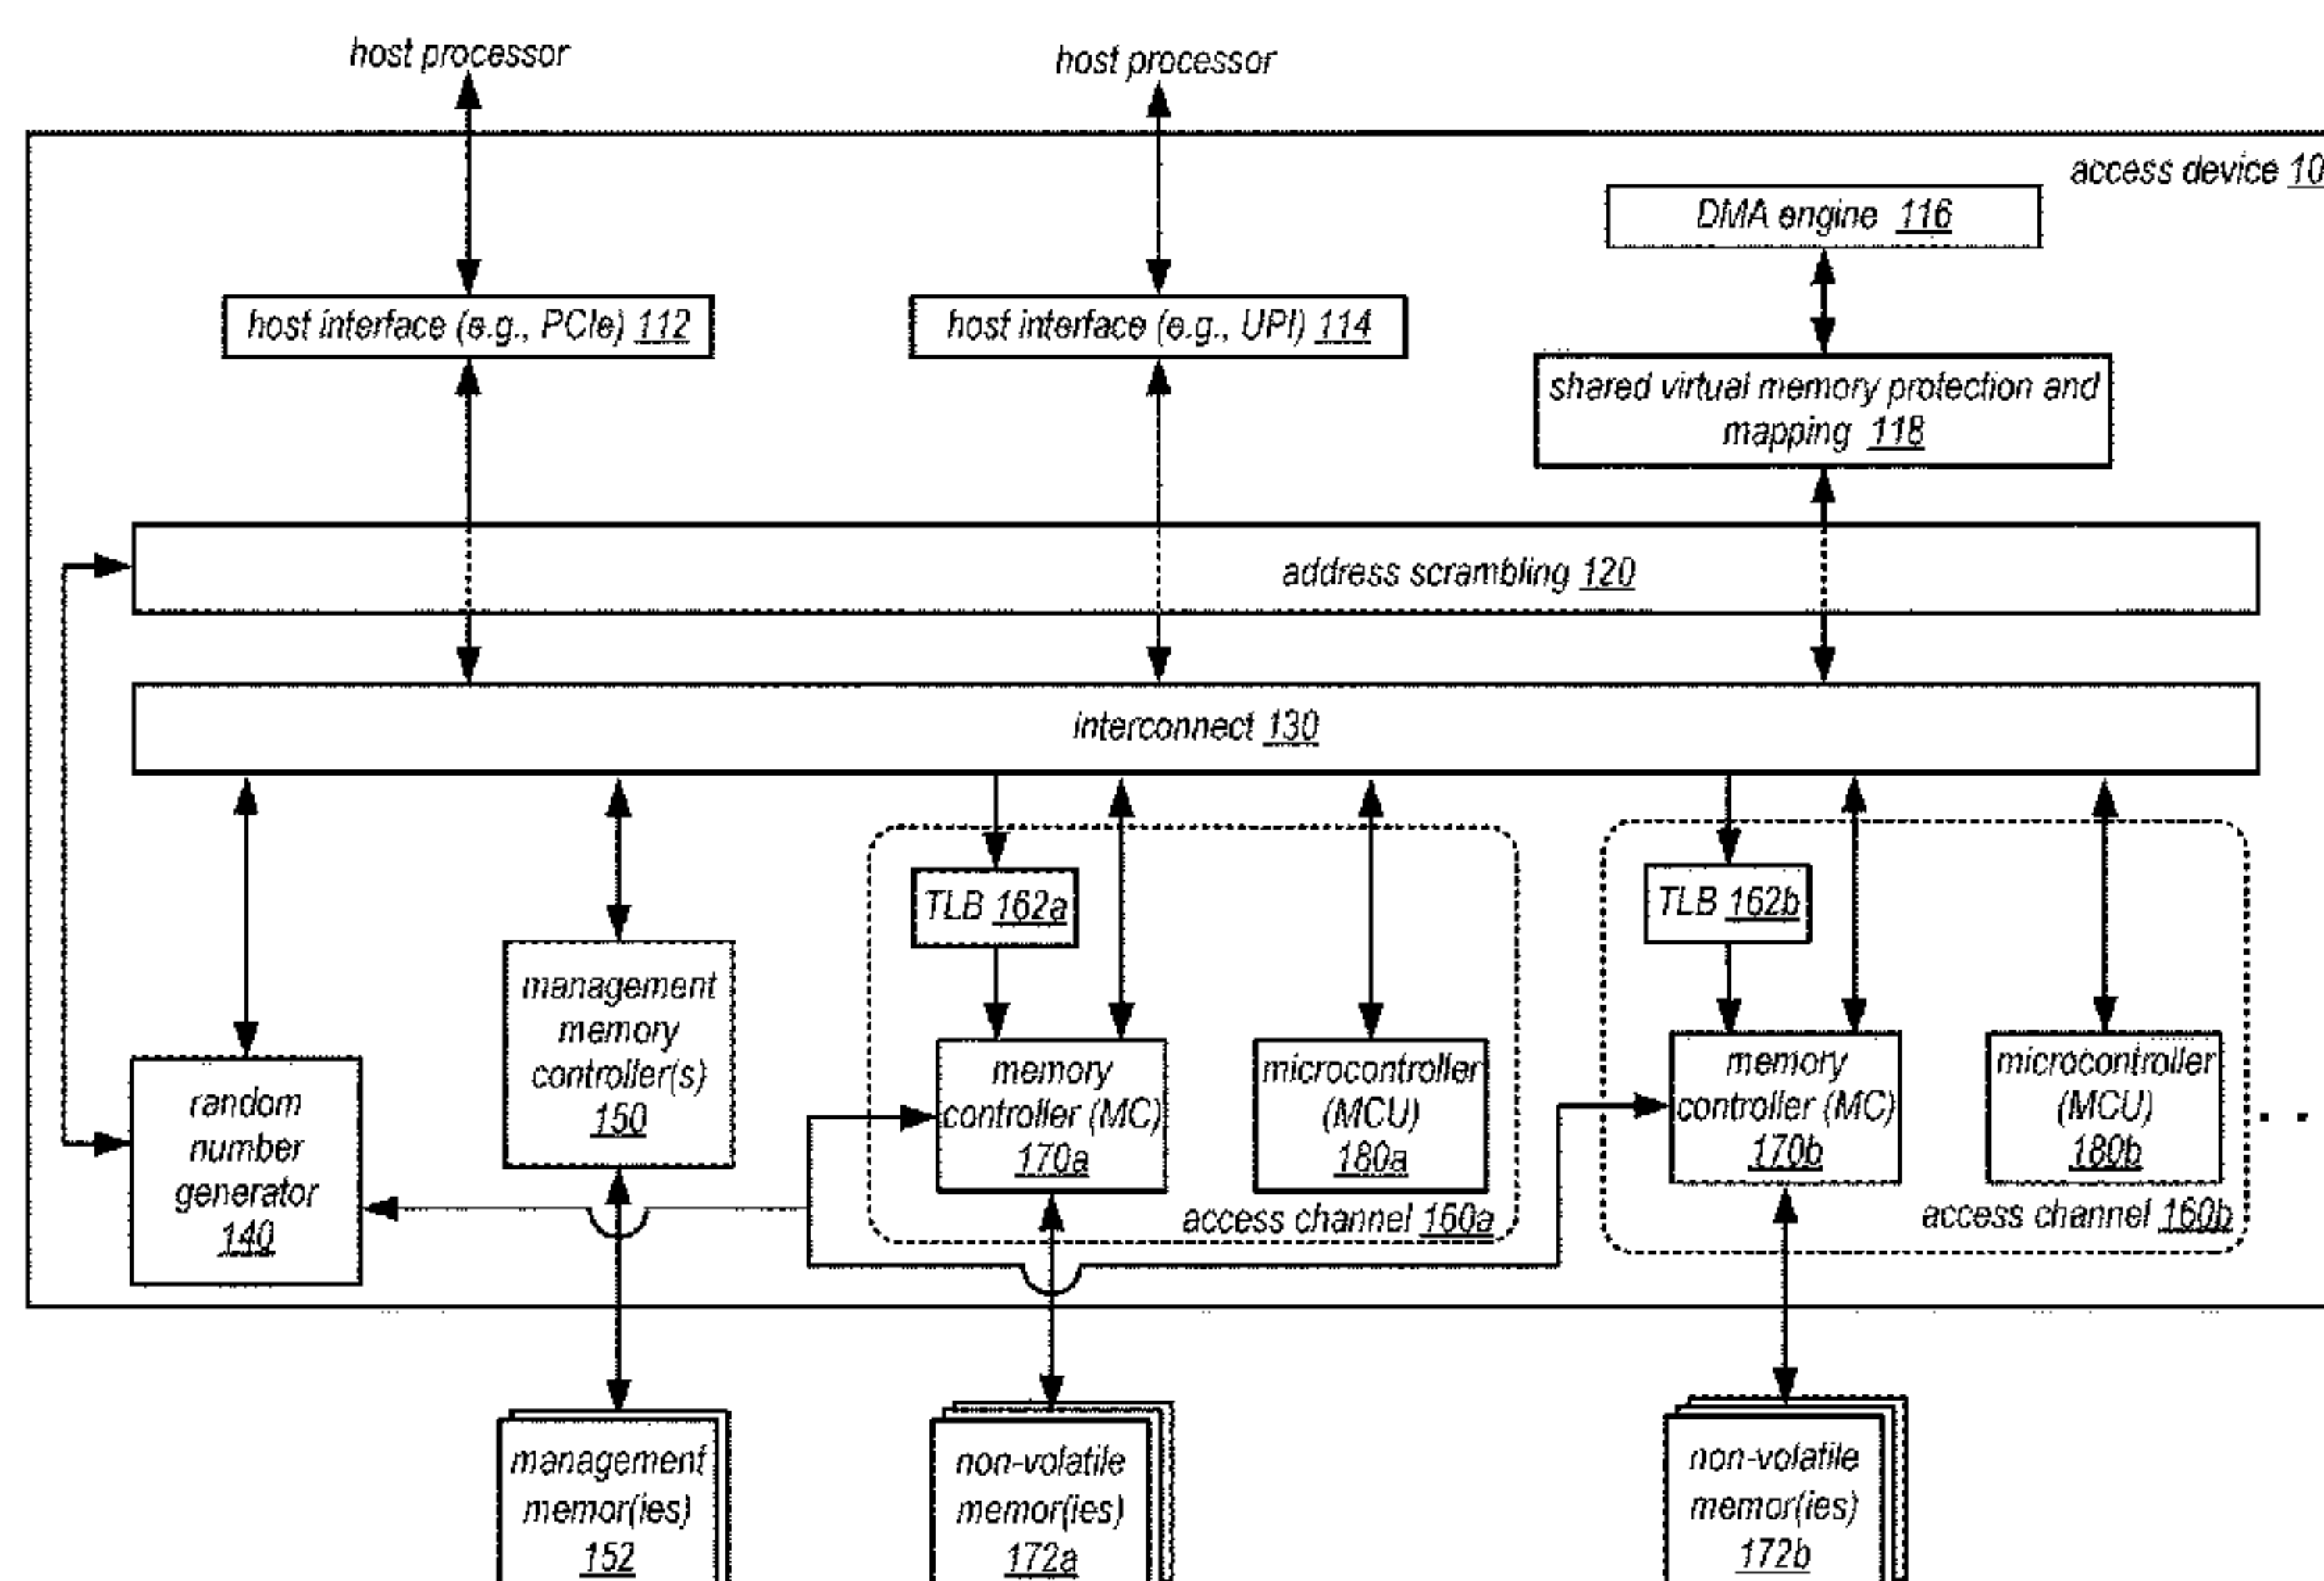 host processor
host processor
access device 10
DMA engine 116
host interface (e.g., PCIe) 112
host interface (e.g., UPI) 114
shared virtual memory protection and
mapping 118
address scrambling 120
interconnect 130
TLB 162a
TLB 162b
management
memory
controller(s)
150
random
number
generator
140
memory
controller (MC)
170a
microcontroller
(MCU)
180a
access channel 160a
memory
controller (MC)
170b
microcontroller
(MCU)
180b
access channel 160b
. .
management
memor(ies)
152
non-volatile
memor(ies)
172a
non-volatile
memor(ies)
172b